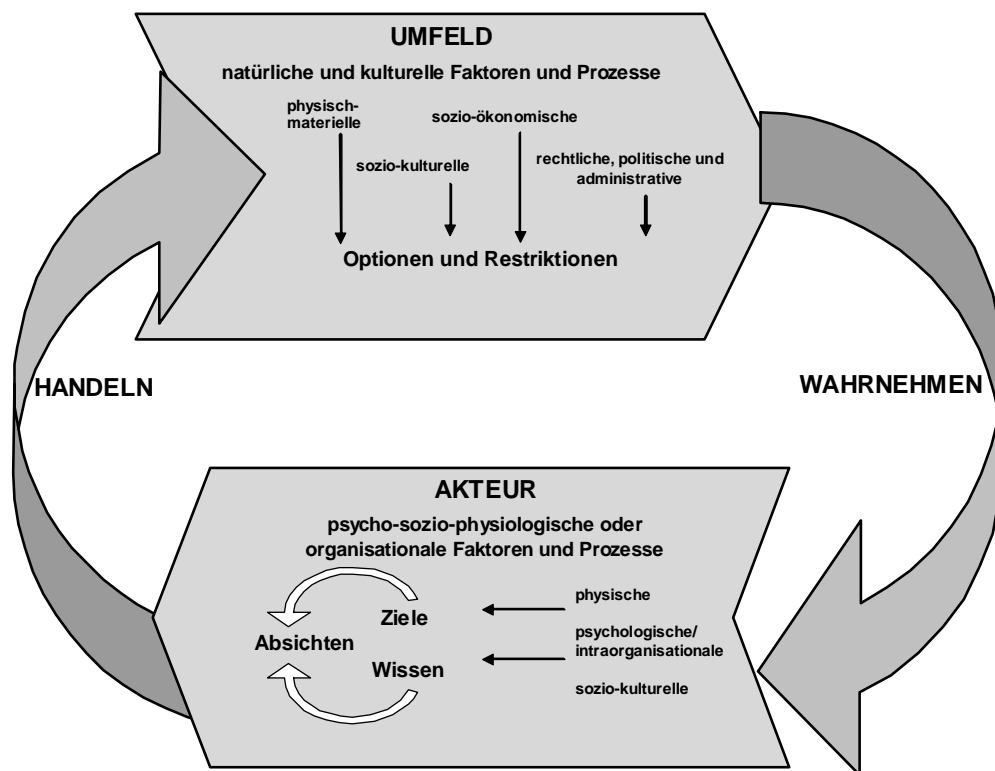 UMFELD
natürliche und kulturelle Faktoren und Prozesse
physisch-
materielle
sozio-ökonomische
sozio-kulturelle
rechtliche, politische und
administrative
Optionen und Restriktionen
HANDELN
WAHRNEHMEN
AKTEUR
psycho-sozio-physiologische oder
organisationale Faktoren und Prozesse
Ziele
Absichten
Wissen
physische
psychologische/
intraorganisationale
sozio-kulturelle